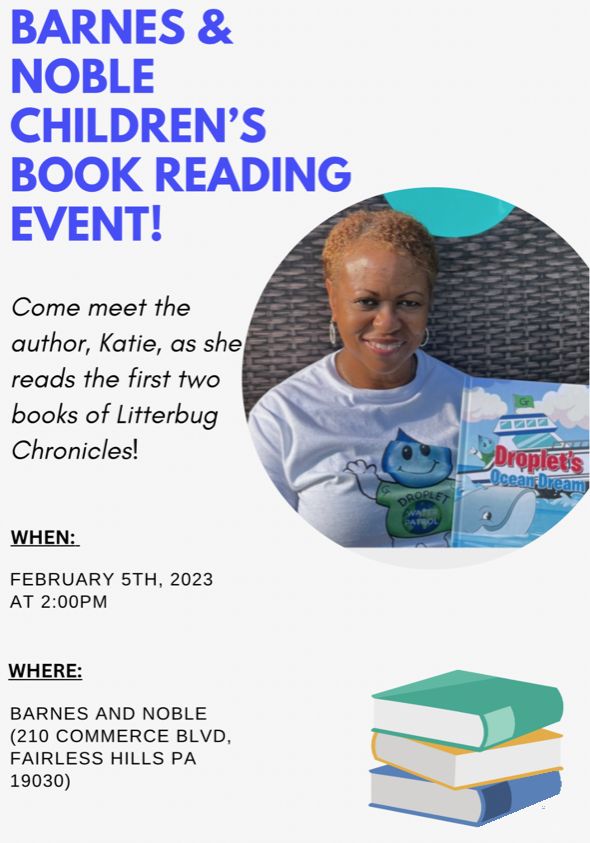 BARNES &
NOBLE
CHILDREN’S
BOOK READING
EVENT!
Come meet the
author, Katie, as she
reads the first two
books of Litterbug
Chronicles!
DROPLET
WATER
PATROL
Droplet's
Ocean Dream
WHEN:
FEBRUARY 5TH, 2023
AT 2:00PM
WHERE:
BARNES AND NOBLE
(210 COMMERCE BLVD,
FAIRLESS HILLS PA
19030)